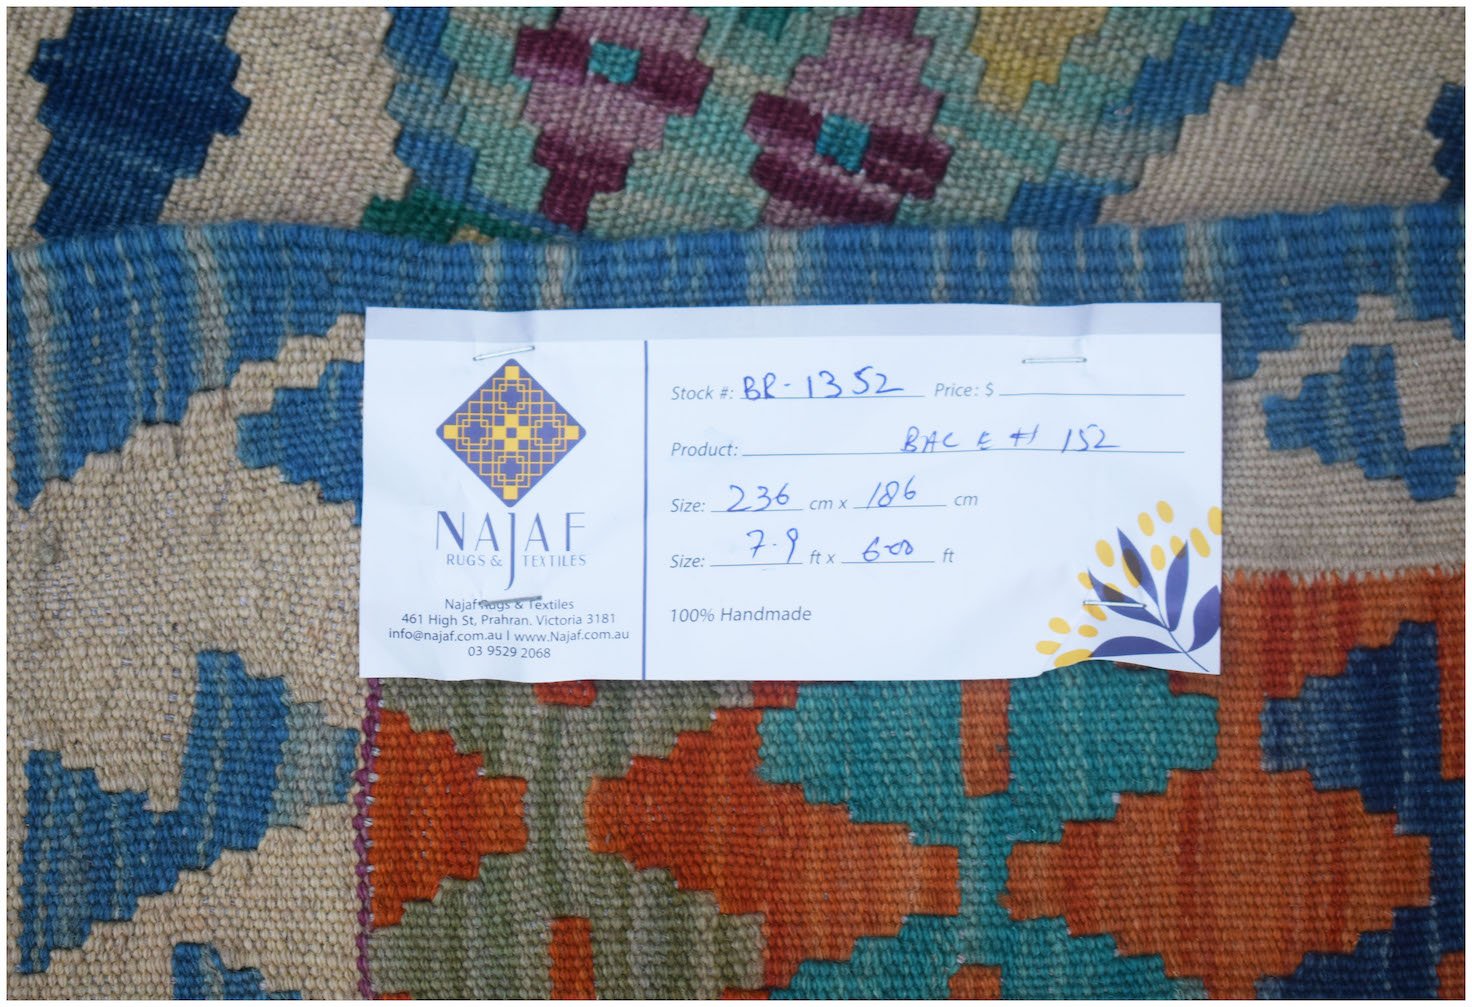 NAJAF
RUGS & TEXTILES
Najaf Rugs & Textiles
461 High St, Prahran. Victoria 3181
info@najaf.com.au | www.Najaf.com.au
03 9529 2068
Stock #: BR-1352 Price: $
Product: BALE # 152
Size: 236 cm x 186 cm
Size: 7.9 ft x 6.00 ft
100% Handmade